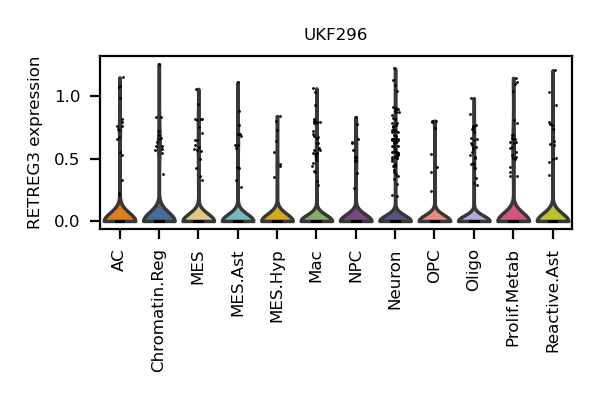 UKF296
RETREG3 expression
1.0
0.5
0.0
AC
Chromatin.Reg
MES
MES.Ast
MES.Hyp
Mac
NPC
Neuron
OPC
Oligo
Prolif.Metab
Reactive.Ast